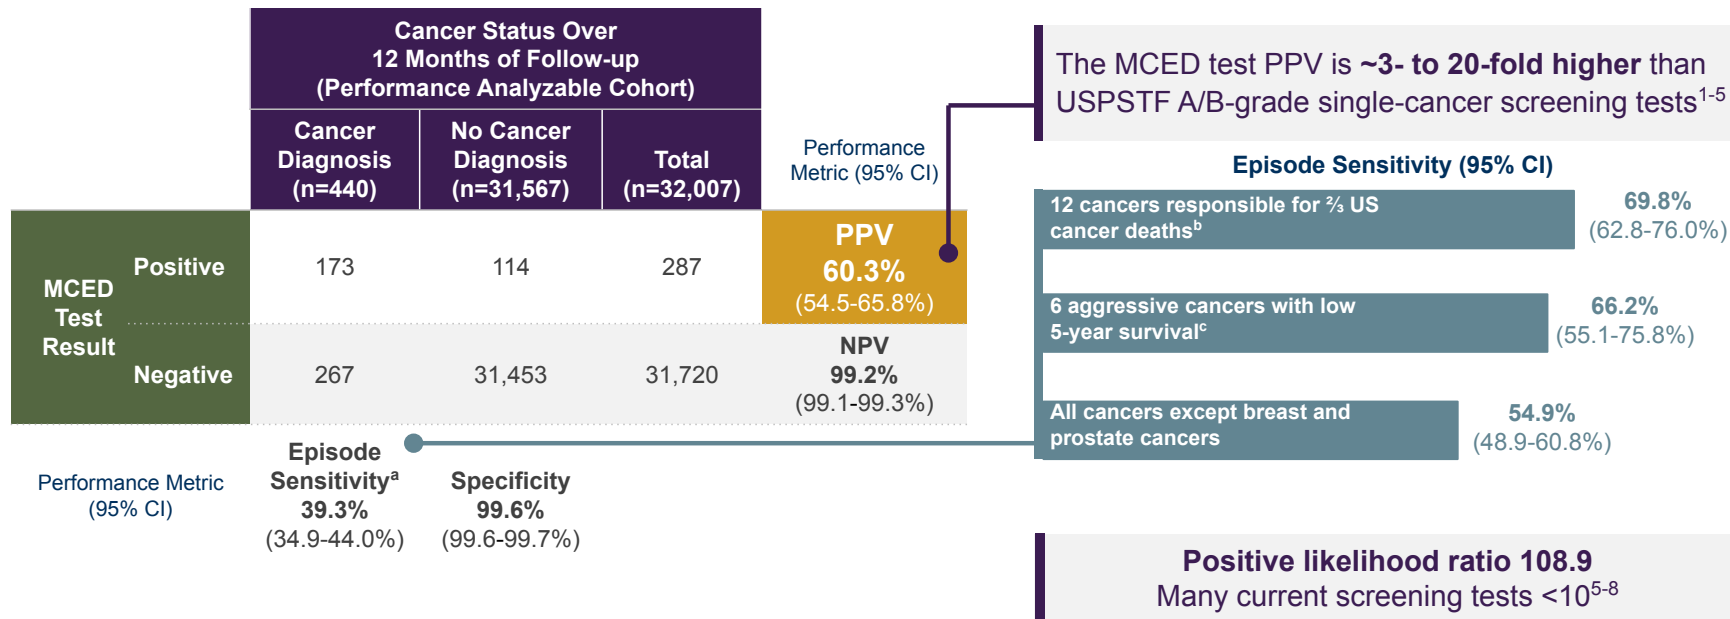 Cancer Status Over
12 Months of Follow-up
(Performance Analyzable Cohort)
Cancer
Diagnosis
(n=440)
No Cancer
Diagnosis
(n=31,567)
Total
(n=32,007)
Performance
Metric (95% CI)
MCED
Test
Result
Positive
173
114
287
PPV
60.3%
(54.5-65.8%)
Negative
267
31,453
31,720
NPV
99.2%
(99.1-99.3%)
Performance Metric
(95% CI)
Episode
Sensitivityᵃ
39.3%
(34.9-44.0%)
Specificity
99.6%
(99.6-99.7%)
The MCED test PPV is ~3- to 20-fold higher than
USPSTF A/B-grade single-cancer screening tests¹⁻⁵
Episode Sensitivity (95% CI)
12 cancers responsible for ⅔ US
cancer deathsᵇ
69.8%
(62.8-76.0%)
6 aggressive cancers with low
5-year survivalᶜ
66.2%
(55.1-75.8%)
All cancers except breast and
prostate cancers
54.9%
(48.9-60.8%)
Positive likelihood ratio 108.9
Many current screening tests <10⁵⁻⁸